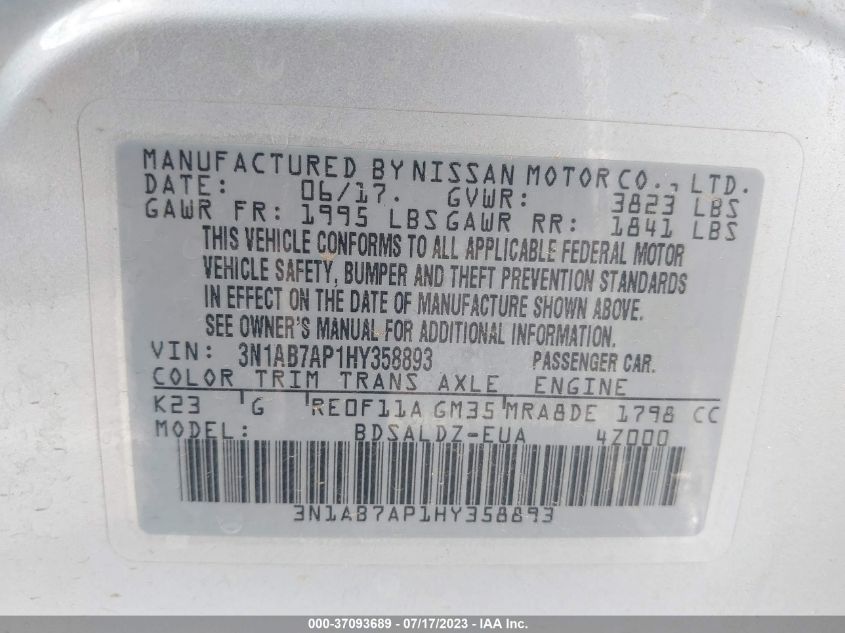 MANUFACTURED BY NISSAN MOTOR CO., LTD.
DATE: 06/17. GVWR: 3823 LBS
GAWR FR: 1995 LBS GAWR RR: 1841 LBS
THIS VEHICLE CONFORMS TO ALL APPLICABLE FEDERAL MOTOR
VEHICLE SAFETY, BUMPER AND THEFT PREVENTION STANDARDS
IN EFFECT ON THE DATE OF MANUFACTURE SHOWN ABOVE.
SEE OWNER'S MANUAL FOR ADDITIONAL INFORMATION.
VIN: 3N1AB7AP1HY358893 PASSENGER CAR.
COLOR TRIM TRANS AXLE ENGINE
K23 G RE0F11A GM35 MRA8DE 1798 CC
MODEL: BDSALDZ-EUA 4Z000
3N1AB7AP1HY358893
000-37093689 - 07/17/2023 - IAA Inc.